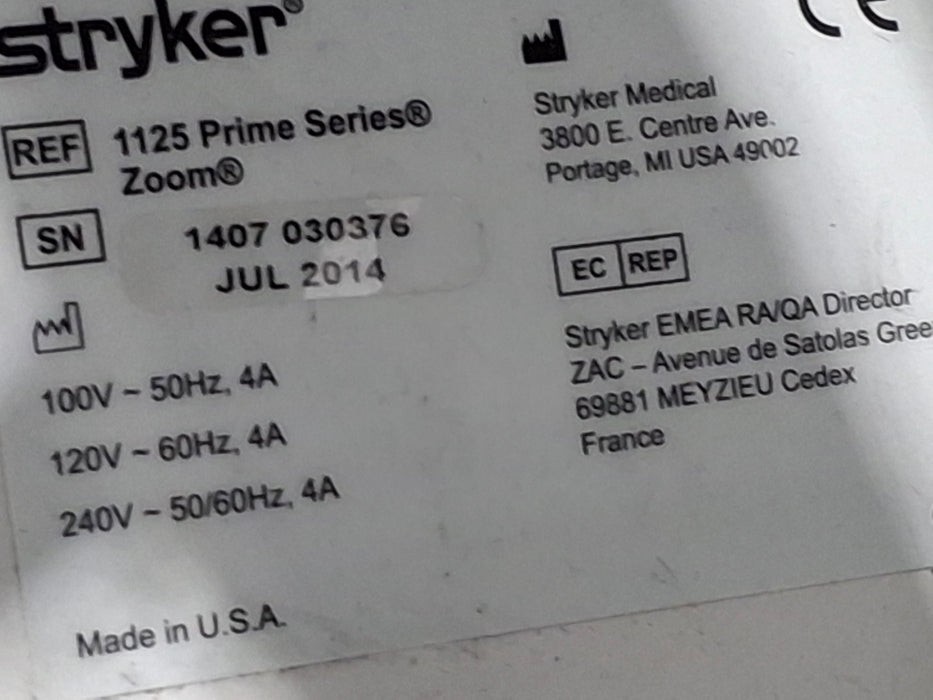 stryker®
REF 1125 Prime Series®
Zoom®
SN 1407 030376
JUL 2014
100V ~ 50Hz, 4A
120V ~ 60Hz, 4A
240V ~ 50/60Hz, 4A
Made in U.S.A.
CE
Stryker Medical
3800 E. Centre Ave.
Portage, MI USA 49002
EC REP
Stryker EMEA RA/QA Director
ZAC – Avenue de Satolas Gree
69881 MEYZIEU Cedex
France